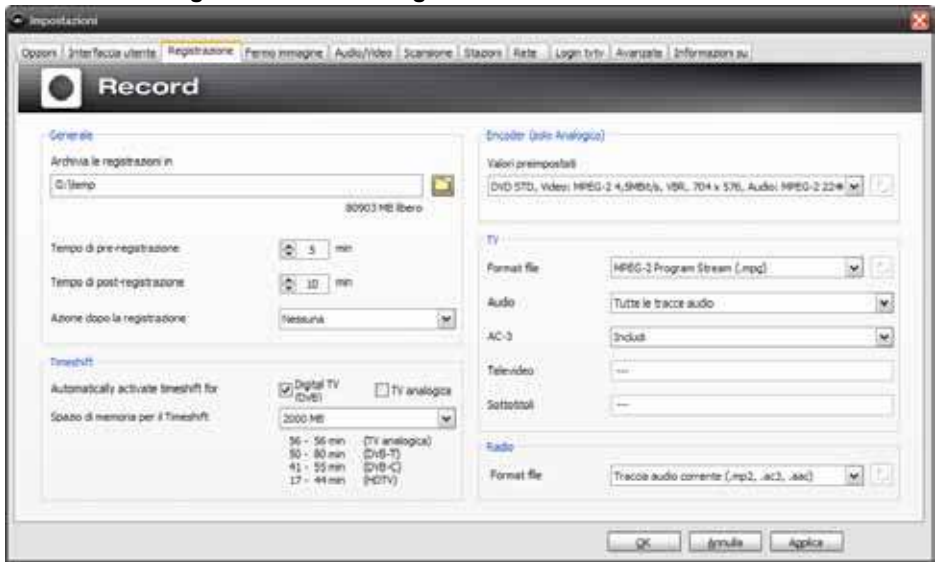 Impostazioni
Opzioni Interfaccia utente Registrazione Fermo immagine Audio/Video Scansione Stazioni Rete Login tvtv Avanzate Informazioni su
Record
Generale
Archivia le registrazioni in
G:\temp
80903 MB libero
Tempo di pre-registrazione 5 min
Tempo di post-registrazione 10 min
Azione dopo la registrazione Nessuna
Timeshift
Automatically activate timeshift for Digital TV (DVB) TV analogica
Spazio di memoria per il Timeshift 2000 MB
56 - 56 min (TV analogica)
50 - 80 min (DVB-T)
41 - 55 min (DVB-C)
17 - 44 min (HDTV)
Encoder (solo Analogico)
Valori preimpostati
DVD STD, Video: MPEG-2 4,5MBit/s, VBR, 704 x 576, Audio: MPEG-2 224
TV
Format file MPEG-2 Program Stream (.mpg)
Audio Tutte le tracce audio
AC-3 Includi
Televideo ---
Sottotitoli ---
Radio
Format file Traccia audio corrente (.mp2, .ac3, .aac)
OK Annulla Applica